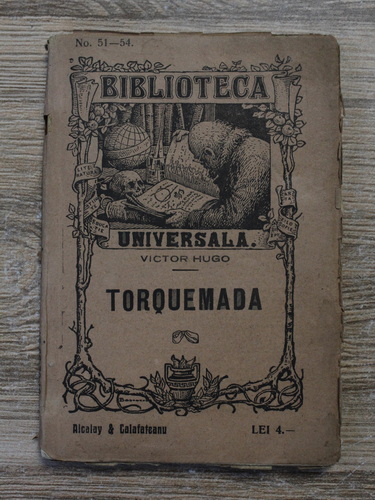 No. 51—54.
BIBLIOTECA
UNIVERSALA.
VICTOR HUGO
TORQUEMADA
Alcalay & Calafateanu
LEI 4.—